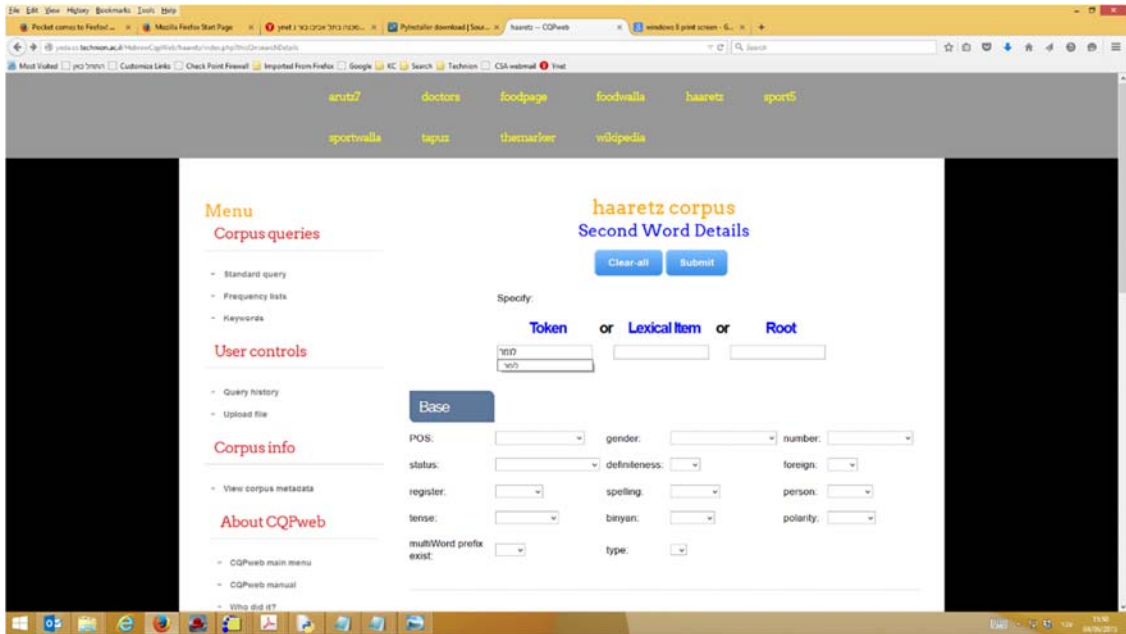 File Edit View History Bookmarks Tools Help
Pocket comes to Firefox! ... Mozilla Firefox Start Page PyInstaller download | Sour... haaretz — CQPweb windows 8 print screen - G...
Search
Most Visited Customize Links Check Point Firewall Imported From Firefox Google KC Search Technion CSA webmail Ynet
arutz7 doctors foodpage foodwalla haaretz sport5
sportwalla tapuz themarker wikipedia
Menu
Corpus queries
Standard query
Frequency lists
Keywords
User controls
Query history
Upload file
Corpus info
View corpus metadata
About CQPweb
CQPweb main menu
CQPweb manual
Who did it?
haaretz corpus
Second Word Details
Clear-all Submit
Specify:
Token or Lexical Item or Root
לומר
לומר
Base
POS: gender: number:
status: definiteness: foreign:
register: spelling: person:
tense: binyan: polarity:
multiWord prefix exist: type: